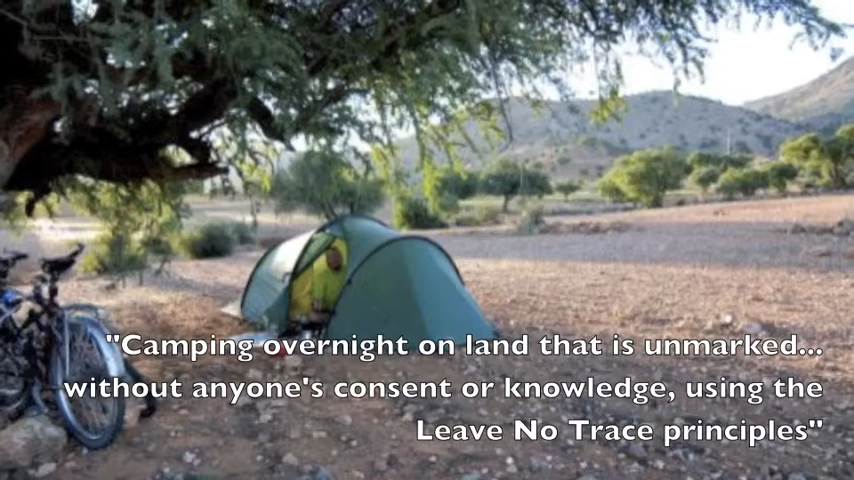 "Camping overnight on land that is unmarked...
without anyone's consent or knowledge, using the
Leave No Trace principles"